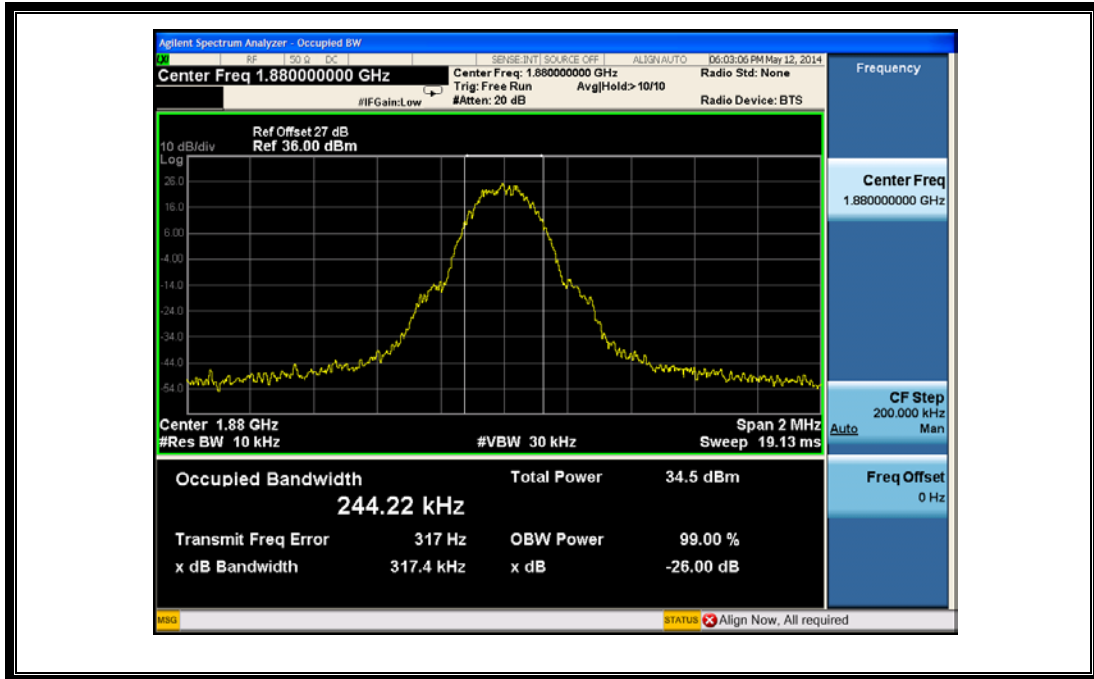 Agilent Spectrum Analyzer - Occupied BW
LXI RF 50 Ω DC SENSE:INT SOURCE OFF ALIGN AUTO 06:03:06 PM May 12, 2014
Center Freq 1.880000000 GHz
Center Freq: 1.880000000 GHz
Radio Std: None
Trig: Free Run Avg|Hold:> 10/10
#IFGain:Low #Atten: 20 dB Radio Device: BTS
Ref Offset 27 dB
10 dB/div Ref 36.00 dBm
Log
26.0
16.0
6.00
-4.00
-14.0
-24.0
-34.0
-44.0
-54.0
Center 1.88 GHz Span 2 MHz
#Res BW 10 kHz #VBW 30 kHz Sweep 19.13 ms
Occupied Bandwidth Total Power 34.5 dBm
244.22 kHz
Transmit Freq Error 317 Hz OBW Power 99.00 %
x dB Bandwidth 317.4 kHz x dB -26.00 dB
MSG STATUS Align Now, All required
Frequency
Center Freq
1.880000000 GHz
CF Step
200.000 kHz
Auto Man
Freq Offset
0 Hz